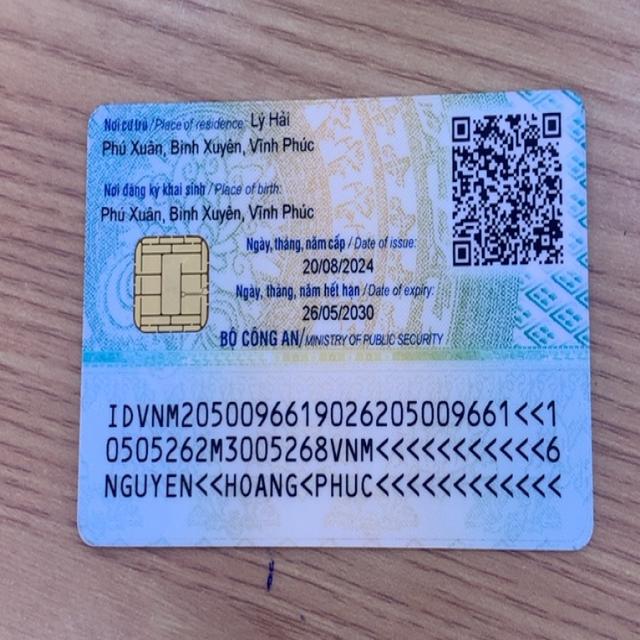 Nơi cư trú / Place of residence: Lý Hải
Phú Xuân, Bình Xuyên, Vĩnh Phúc
Nơi đăng ký khai sinh / Place of birth:
Phú Xuân, Bình Xuyên, Vĩnh Phúc
Ngày, tháng, năm cấp / Date of issue:
20/08/2024
Ngày, tháng, năm hết hạn / Date of expiry:
26/05/2030
BỘ CÔNG AN/MINISTRY OF PUBLIC SECURITY
IDVNM2050096619026205009661<<1
0505262M3005268VNM<<<<<<<<<<<6
NGUYEN<<HOANG<PHUC<<<<<<<<<<<<